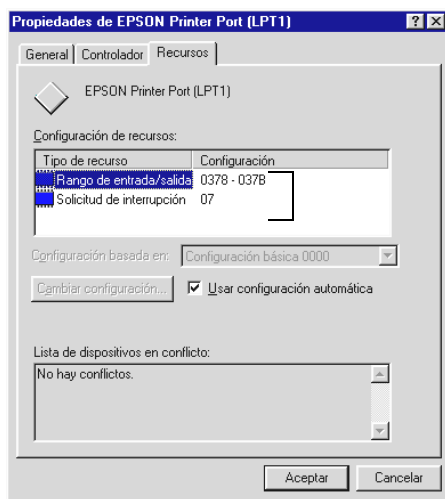 Propiedades de EPSON Printer Port (LPT1)
General Controlador Recursos
EPSON Printer Port (LPT1)
Configuración de recursos:
Tipo de recurso Configuración
Rango de entrada/salida 0378 - 037B
Solicitud de interrupción 07
Configuración basada en: Configuración básica 0000
Cambiar configuración... Usar configuración automática
Lista de dispositivos en conflicto:
No hay conflictos.
Aceptar Cancelar